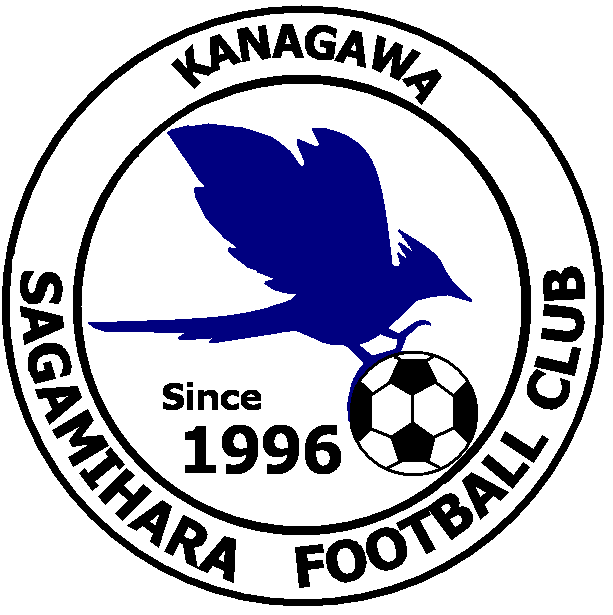 KANAGAWA
SAGAMIHARA FOOTBALL CLUB
Since
1996